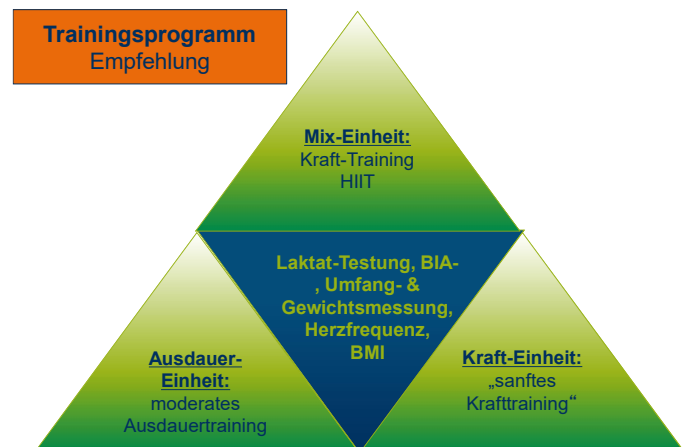 Trainingsprogramm
Empfehlung
Mix-Einheit:
Kraft-Training
HIIT
Laktat-Testung, BIA-
, Umfang- &
Gewichtsmessung,
Herzfrequenz,
BMI
Ausdauer-
Einheit:
moderates
Ausdauertraining
Kraft-Einheit:
„sanftes
Krafttraining“